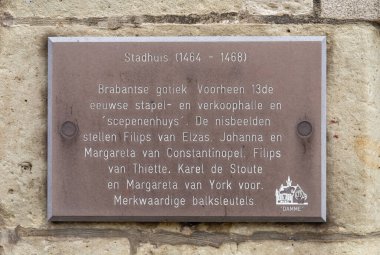 Stadhuis (1464 - 1468)
Brabantse gotiek. Voorheen 13de
eeuwse stapel- en verkoophalle en
'scepenenhuys'. De nisbeelden
stellen Filips van Elzas. Johanna en
Margareta van Constantinopel. Filips
van Thiette. Karel de Stoute
en Margareta van York voor.
Merkwaardige balksleutels
"DAMME"